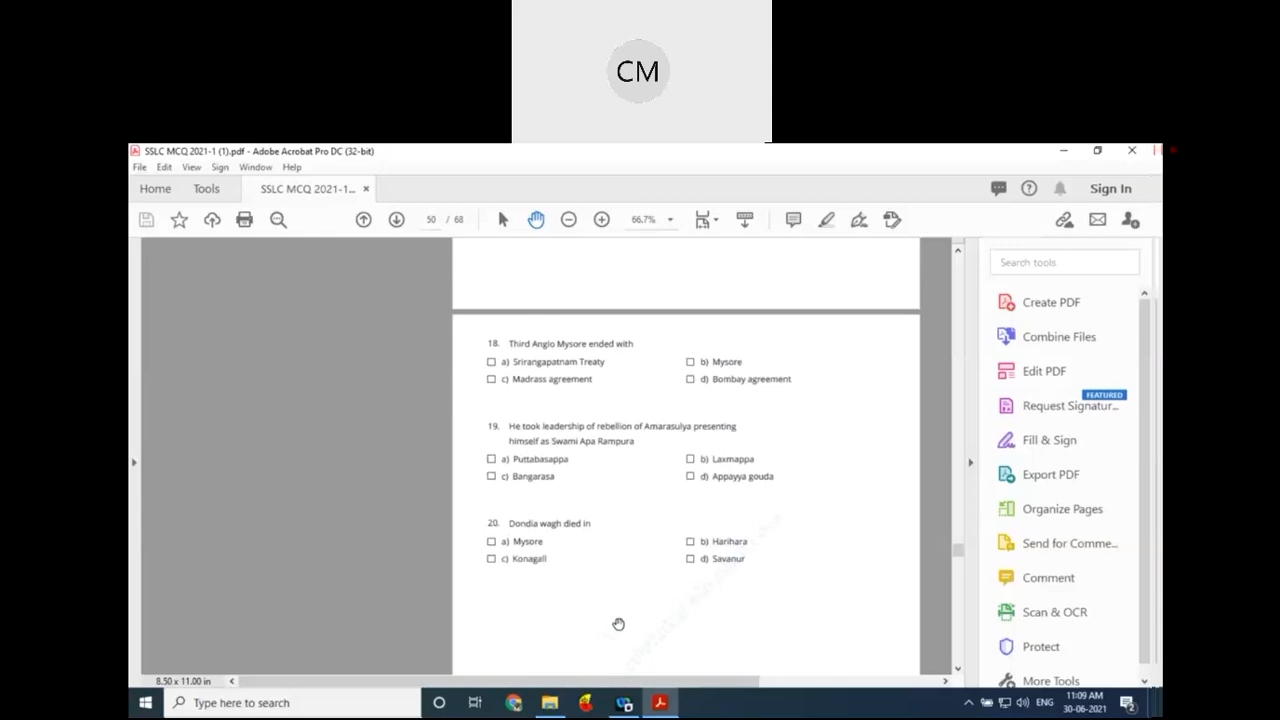 CM
SSLC MCQ 2021-1 (1).pdf - Adobe Acrobat Pro DC (32-bit)
File Edit View Sign Window Help
Home Tools SSLC MCQ 2021-1... × Sign In
50 / 68 66.7%
Search tools
Create PDF
Combine Files
Edit PDF
FEATURED
Request Signatur...
Fill & Sign
Export PDF
Organize Pages
Send for Comme...
Comment
Scan & OCR
Protect
More Tools
18. Third Anglo Mysore ended with
a) Srirangapatnam Treaty b) Mysore
c) Madrass agreement d) Bombay agreement
19. He took leadership of rebellion of Amarasulya presenting
himself as Swami Apa Rampura
a) Puttabasappa b) Laxmappa
c) Bangarasa d) Appayya gouda
20. Dondia wagh died in
a) Mysore b) Harihara
c) Konagall d) Savanur
8.50 x 11.00 in
Type here to search
ENG 11:09 AM
30-06-2021
2